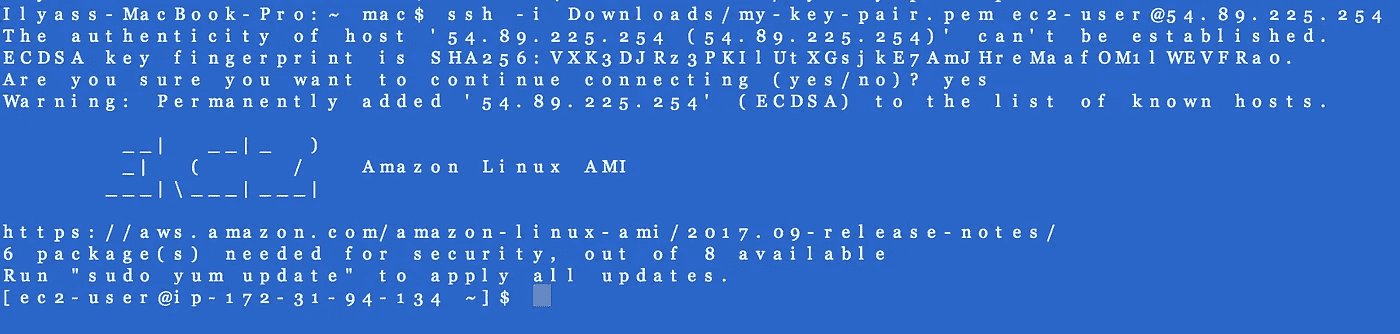 Ilyass-MacBook-Pro:~ mac$ ssh -i Downloads/my-key-pair.pem ec2-user@54.89.225.254
The authenticity of host '54.89.225.254 (54.89.225.254)' can't be established.
ECDSA key fingerprint is SHA256:VXK3DJRz3PKIlUtXGsjkE7AmJHreMaafOM1lWEVFRao.
Are you sure you want to continue connecting (yes/no)? yes
Warning: Permanently added '54.89.225.254' (ECDSA) to the list of known hosts.
__|  __|_  )
_|  (     /   Amazon Linux AMI
___|\___|___|
https://aws.amazon.com/amazon-linux-ami/2017.09-release-notes/
6 package(s) needed for security, out of 8 available
Run "sudo yum update" to apply all updates.
[ec2-user@ip-172-31-94-134 ~]$